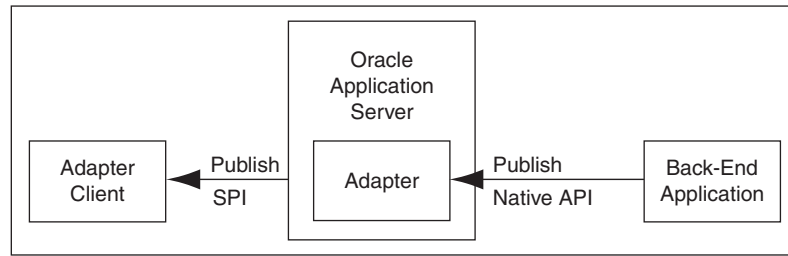 Oracle
Application
Server
Adapter
Client
Publish
SPI
Adapter
Publish
Native API
Back-End
Application